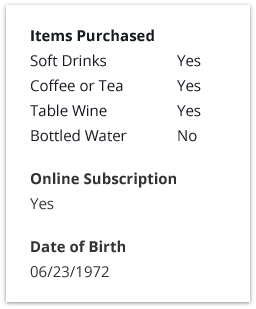 Items Purchased
Soft Drinks Yes
Coffee or Tea Yes
Table Wine Yes
Bottled Water No
Online Subscription
Yes
Date of Birth
06/23/1972